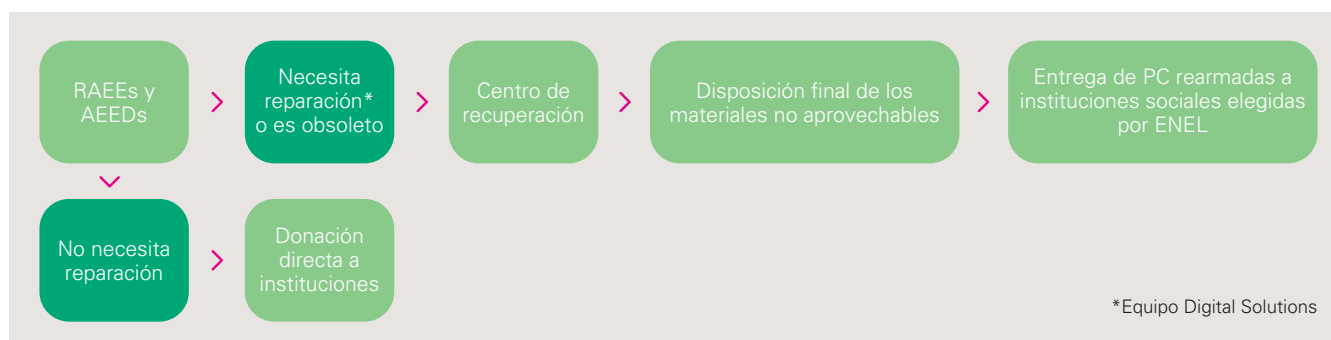 RAEEs y
AEEDs
Necesita
reparación*
o es obsoleto
Centro de
recuperación
Disposición final de los
materiales no aprovechables
Entrega de PC rearmadas a
instituciones sociales elegidas
por ENEL
No necesita
reparación
Donación
directa a
instituciones
*Equipo Digital Solutions